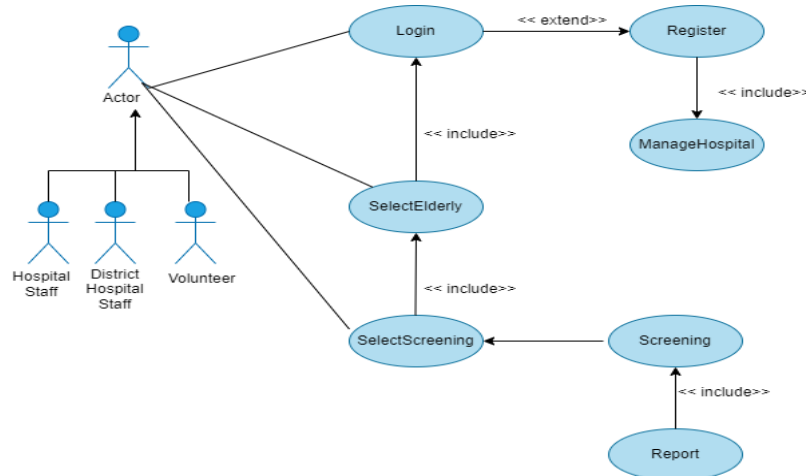 Login
<< extend>>
Register
Actor
<< include>>
ManageHospital
<< include>>
SelectElderly
Hospital
Staff
District
Hospital
Staff
Volunteer
<< include>>
SelectScreening
Screening
<< include>>
Report